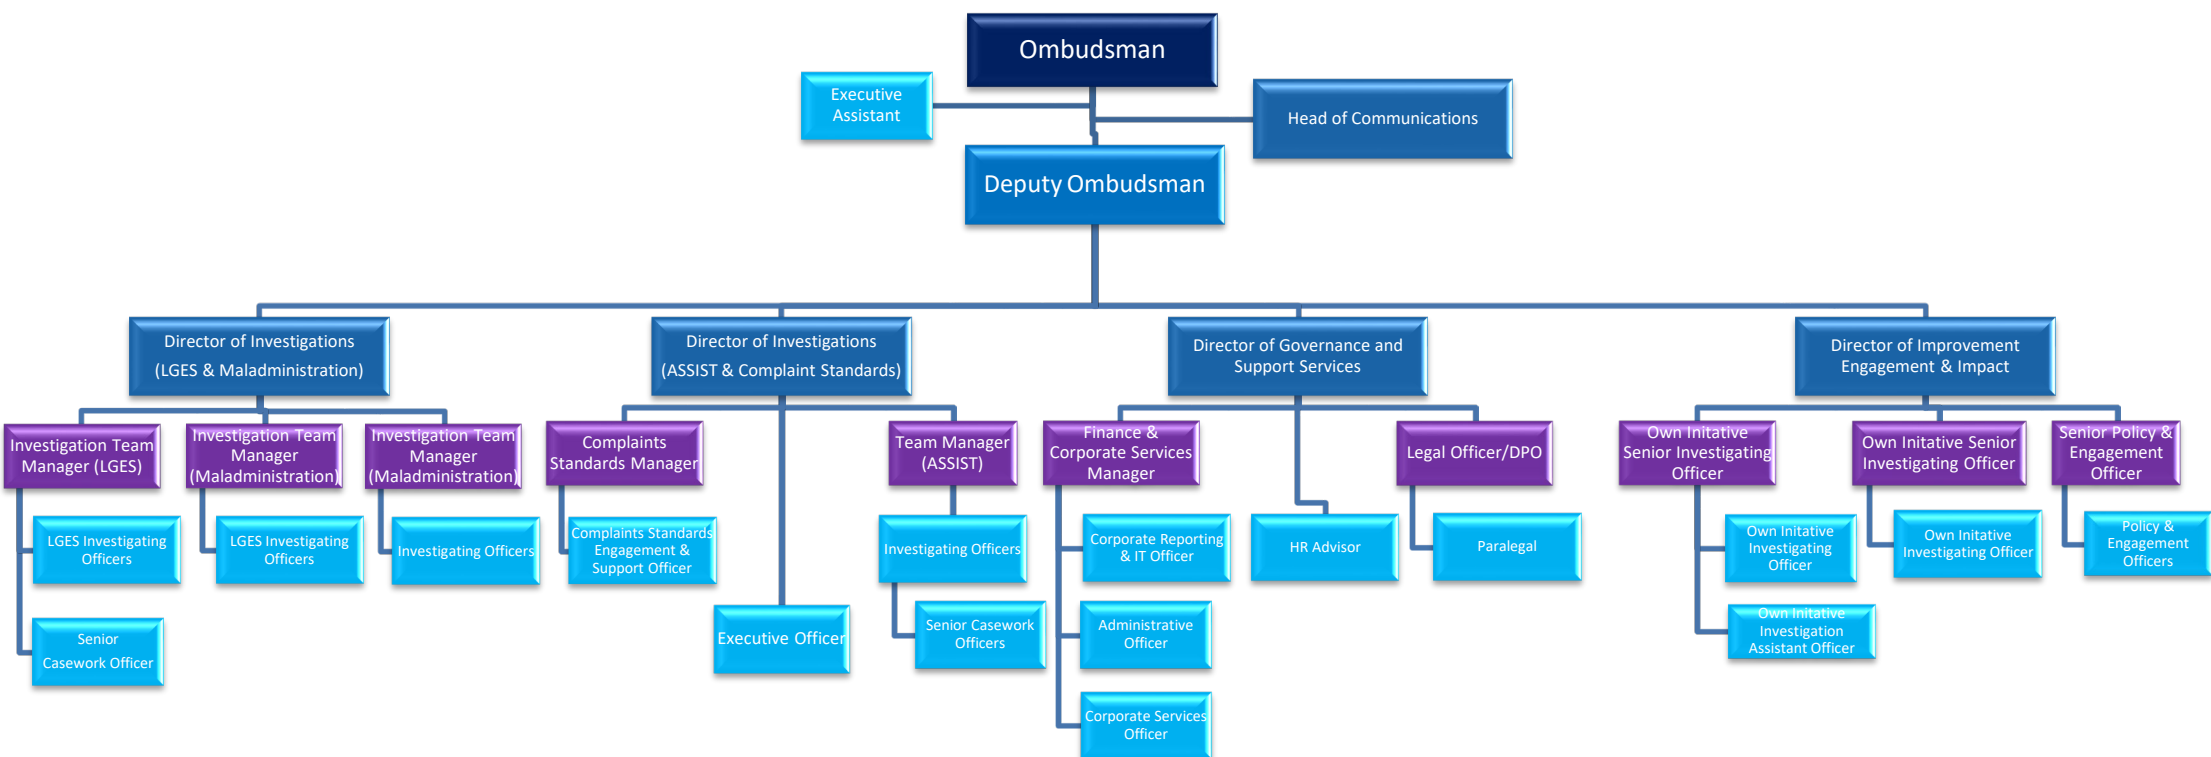 Ombudsman
Executive
Assistant
Head of Communications
Deputy Ombudsman
Director of Investigations
(LGES & Maladministration)
Director of Investigations
(ASSIST & Complaint Standards)
Director of Governance and
Support Services
Director of Improvement
Engagement & Impact
Investigation Team
Manager (LGES)
Investigation Team
Manager
(Maladministration)
Investigation Team
Manager
(Maladministration)
Complaints
Standards Manager
Team Manager
(ASSIST)
Finance &
Corporate Services
Manager
Legal Officer/DPO
Own Initative
Senior Investigating
Officer
Own Initative Senior
Investigating Officer
Senior Policy &
Engagement
Officer
LGES Investigating
Officers
LGES Investigating
Officers
Investigating Officers
Complaints Standards
Engagement &
Support Officer
Investigating Officers
Corporate Reporting
& IT Officer
HR Advisor
Paralegal
Own Initative
Investigating
Officer
Own Initative
Investigating Officer
Policy &
Engagement
Officers
Senior
Casework Officer
Executive Officer
Senior Casework
Officers
Administrative
Officer
Own Initative
Investigation
Assistant Officer
Corporate Services
Officer